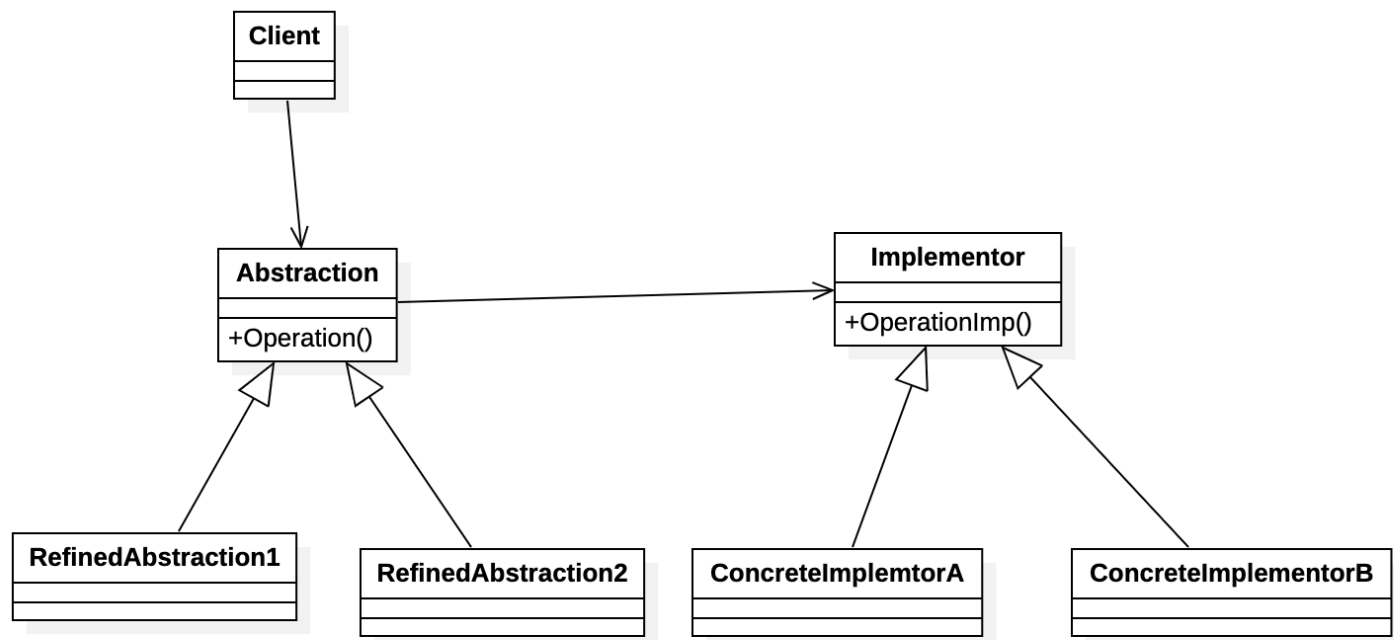 Client
Abstraction
+Operation()
Implementor
+OperationImp()
RefinedAbstraction1
RefinedAbstraction2
ConcreteImplemtorA
ConcreteImplementorB